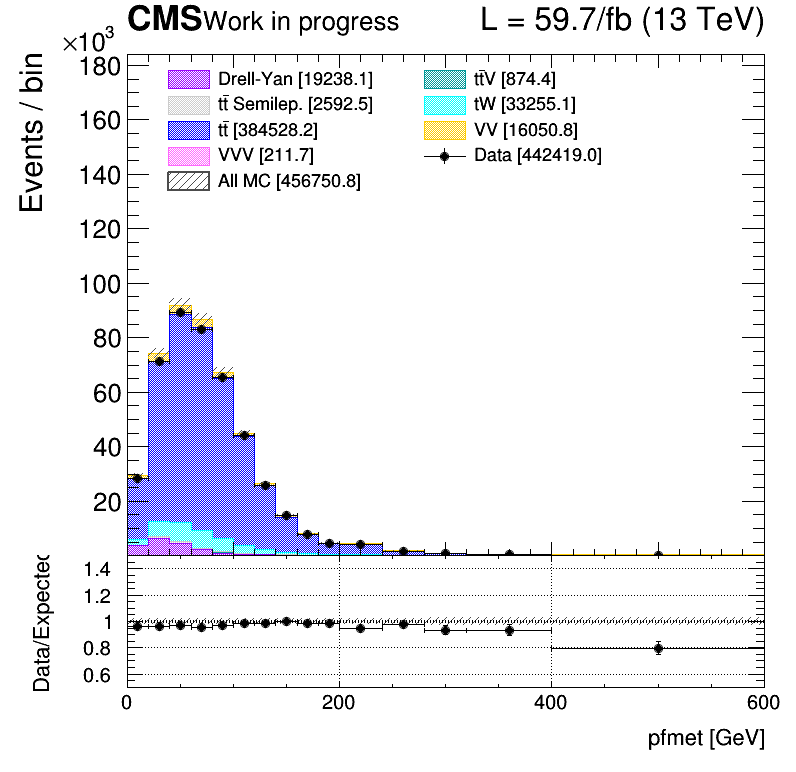 CMS Work in progress L = 59.7/fb (13 TeV)
×10³
Events / bin
180
160
140
120
100
80
60
40
20
Drell-Yan [19238.1]
tt̄ Semilep. [2592.5]
tt̄ [384528.2]
VVV [211.7]
All MC [456750.8]
tt̄V [874.4]
tW [33255.1]
VV [16050.8]
Data [442419.0]
Data/Expected
1.4
1.2
1
0.8
0.6
0 200 400 600
pfmet [GeV]